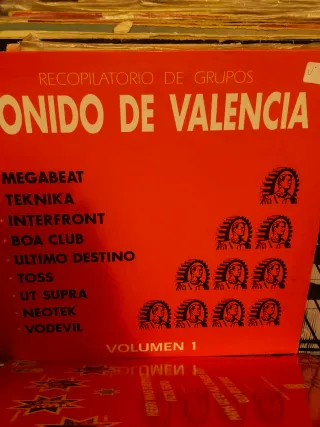 RECOPILATORIO DE GRUPOS
ONIDO DE VALENCIA
MEGABEAT
TEKNIKA
INTERFRONT
BOA CLUB
ULTIMO DESTINO
TOSS
UT SUPRA
NEOTEK
VODEVIL
VOLUMEN 1